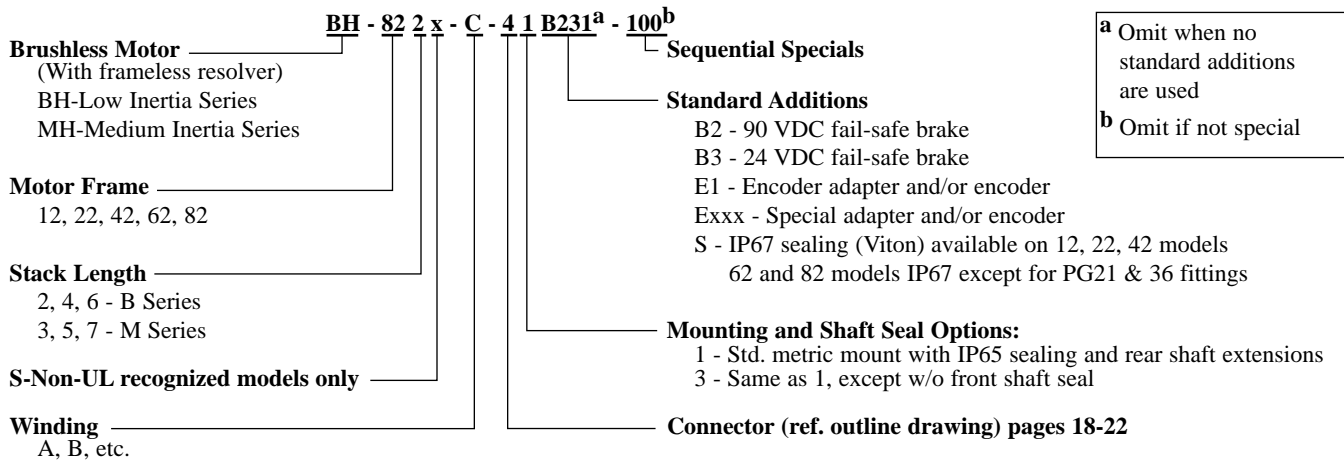 BH - 82 2 x - C - 4 1 B231a - 100b
Brushless Motor
(With frameless resolver)
BH-Low Inertia Series
MH-Medium Inertia Series
Motor Frame
12, 22, 42, 62, 82
Stack Length
2, 4, 6 - B Series
3, 5, 7 - M Series
S-Non-UL recognized models only
Winding
A, B, etc.
Sequential Specials
Standard Additions
B2 - 90 VDC fail-safe brake
B3 - 24 VDC fail-safe brake
E1 - Encoder adapter and/or encoder
Exxx - Special adapter and/or encoder
S - IP67 sealing (Viton) available on 12, 22, 42 models
62 and 82 models IP67 except for PG21 & 36 fittings
Mounting and Shaft Seal Options:
1 - Std. metric mount with IP65 sealing and rear shaft extensions
3 - Same as 1, except w/o front shaft seal
Connector (ref. outline drawing) pages 18-22
a Omit when no
standard additions
are used
b Omit if not special